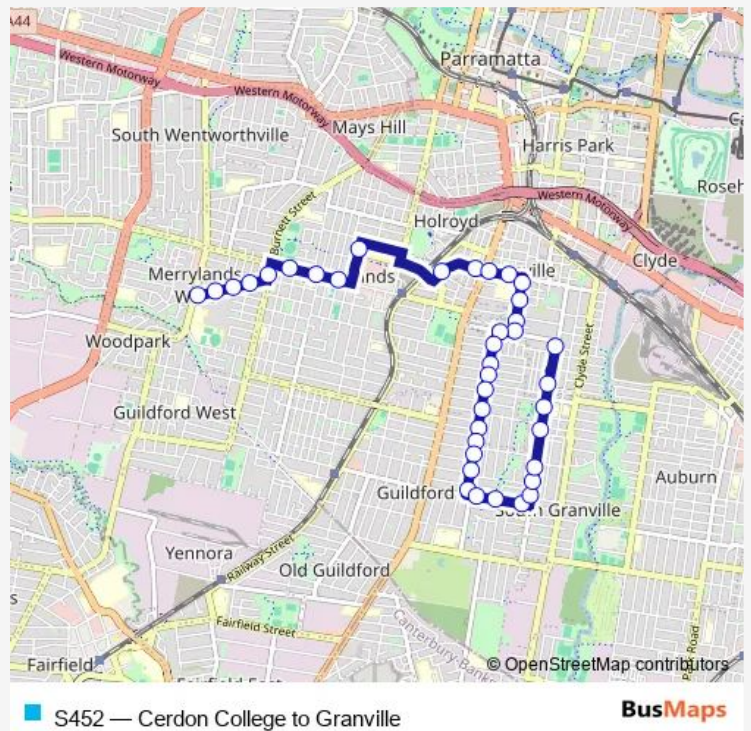 A44
Parramatta
Western Motorway
Western Motorway
South Wentworthville
Mays Hill
Harris Park
Western Motorway
Burnett Street
Holroyd
Clyde
Merrylands
Woodpark
Clyde Street
Guildford West
Guildford
Auburn
South Granville
Yennora
Railway Street
Old Guildford
Fairfield Street
Fairfield
© OpenStreetMap contributors
S452 — Cerdon College to Granville
BusMaps